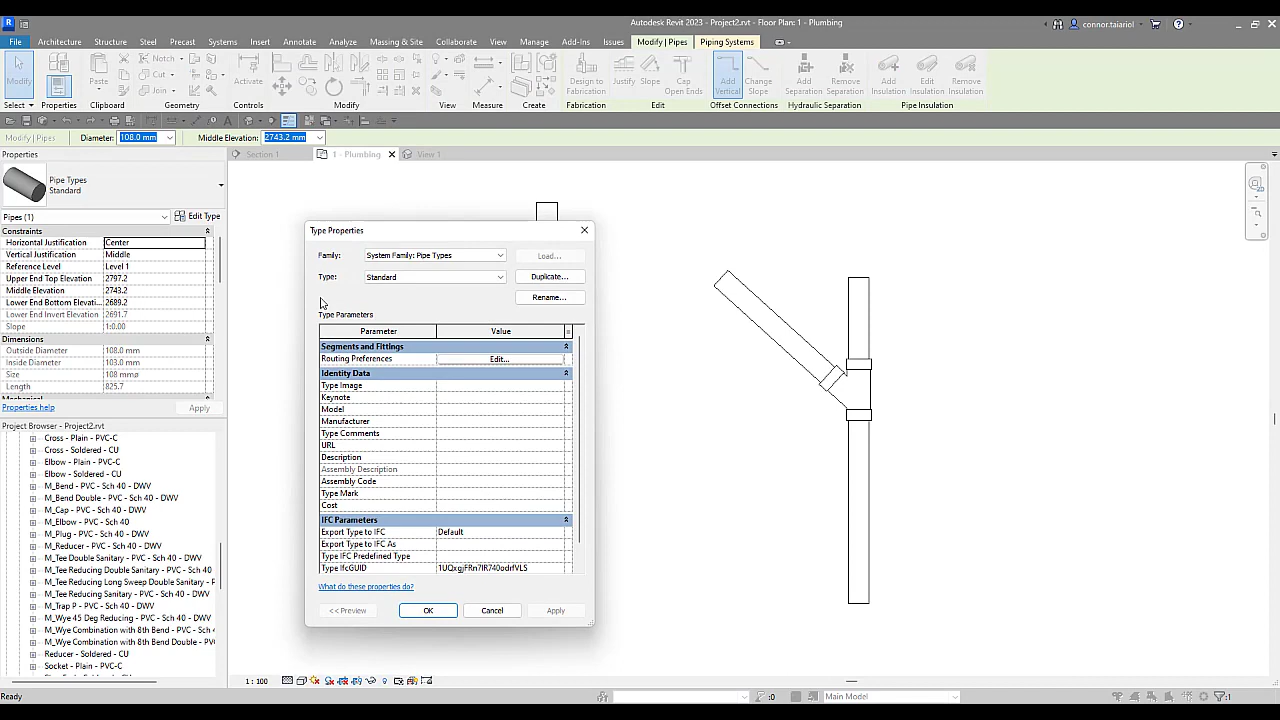 Autodesk Revit 2023 - Project2.rvt - Floor Plan: 1 - Plumbing
connor.taiariol
File Architecture Structure Steel Precast Systems Insert Annotate Analyze Massing & Site Collaborate View Manage Add-Ins Issues Modify | Pipes Piping Systems
Modify Paste Notch Cut Join Activate Design to Fabrication Justify Slope Cap Open Ends Add Vertical Change Slope Add Separation Remove Separation Add Insulation Edit Insulation Remove Insulation
Select Properties Clipboard Geometry Controls Modify View Measure Create Fabrication Edit Offset Connections Hydraulic Separation Pipe Insulation
Modify | Pipes Diameter: 108.0 mm Middle Elevation: 2743.2 mm
Properties
Section 1 1 - Plumbing View 1
Pipe Types
Standard
Pipes (1) Edit Type
Constraints
Horizontal Justification Center
Vertical Justification Middle
Reference Level Level 1
Upper End Top Elevation 2797.2
Middle Elevation 2743.2
Lower End Bottom Elevati... 2689.2
Lower End Invert Elevation 2691.7
Slope 1:0.00
Dimensions
Outside Diameter 108.0 mm
Inside Diameter 103.0 mm
Size 108 mmø
Length 825.7
Mechanical
Properties help Apply
Project Browser - Project2.rvt
Cross - Plain - PVC-C
Cross - Soldered - CU
Elbow - Plain - PVC-C
Elbow - Soldered - CU
M_Bend - PVC - Sch 40 - DWV
M_Bend Double - PVC - Sch 40 - DWV
M_Cap - PVC - Sch 40 - DWV
M_Elbow - PVC - Sch 40
M_Plug - PVC - Sch 40 - DWV
M_Reducer - PVC - Sch 40 - DWV
M_Tee Double Sanitary - PVC - Sch 40 - DWV
M_Tee Reducing Double Sanitary - PVC - Sch
M_Tee Reducing Long Sweep Double Sanitary
M_Tee Sanitary - PVC - Sch 40 - DWV
M_Trap P - PVC - Sch 40 - DWV
M_Wye 45 Deg Reducing - PVC - Sch 40 - DWV
M_Wye Combination with 8th Bend - PVC - Sch 4
M_Wye Combination with 8th Bend Double - PVC
Reducer - Soldered - CU
Socket - Plain - PVC-C
Type Properties
Family: System Family: Pipe Types Load...
Type: Standard Duplicate...
Rename...
Type Parameters
Parameter Value =
Segments and Fittings
Routing Preferences Edit...
Identity Data
Type Image
Keynote
Model
Manufacturer
Type Comments
URL
Description
Assembly Description
Assembly Code
Type Mark
Cost
IFC Parameters
Export Type to IFC Default
Export Type to IFC As
Type IFC Predefined Type
Type IfcGUID
What do these properties do?
<< Preview OK Cancel Apply
1 : 100
Ready :0 Main Model :1